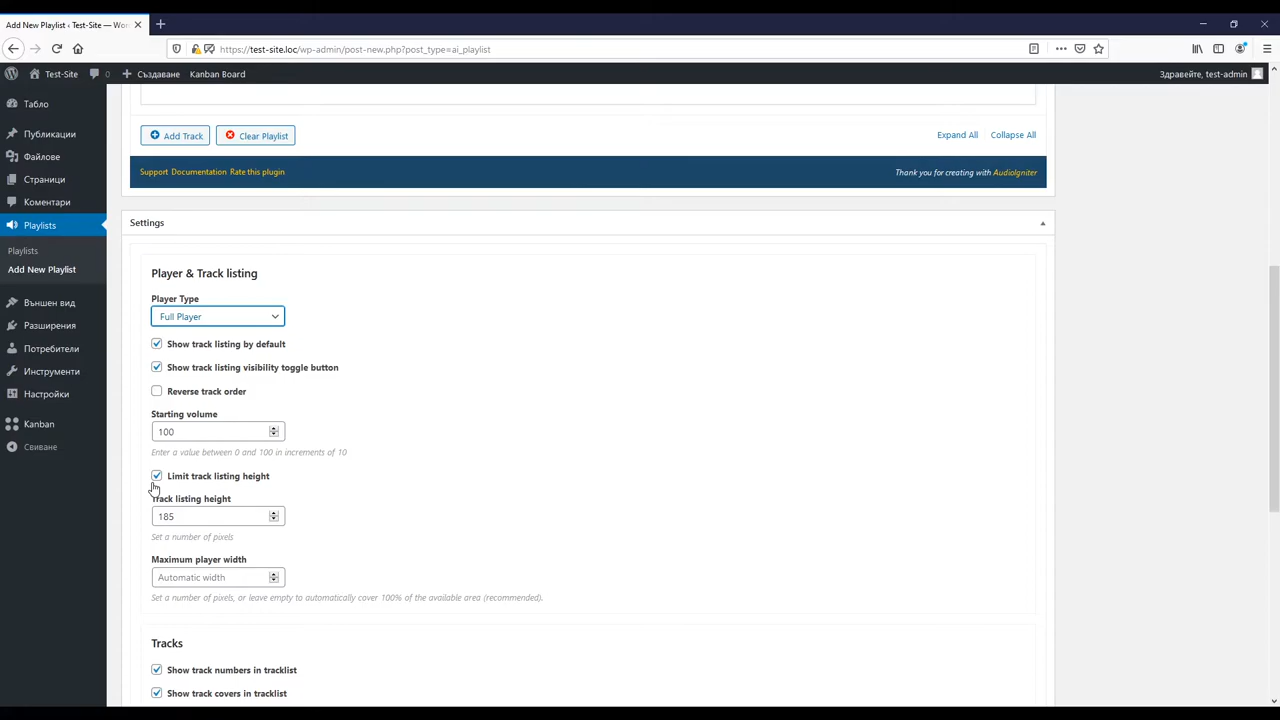 Add New Playlist ‹ Test-Site — Wor
https://test-site.loc/wp-admin/post-new.php?post_type=ai_playlist
Test-Site
0
Създаване
Kanban Board
Здравейте, test-admin
Табло
Публикации
Файлове
Страници
Коментари
Playlists
Playlists
Add New Playlist
Външен вид
Разширения
Потребители
Инструменти
Настройки
Kanban
Свиване
Add Track
Clear Playlist
Expand All
Collapse All
Support Documentation Rate this plugin
Thank you for creating with AudioIgniter
Settings
Player & Track listing
Player Type
Full Player
Show track listing by default
Show track listing visibility toggle button
Reverse track order
Starting volume
100
Enter a value between 0 and 100 in increments of 10
Limit track listing height
Track listing height
185
Set a number of pixels
Maximum player width
Automatic width
Set a number of pixels, or leave empty to automatically cover 100% of the available area (recommended).
Tracks
Show track numbers in tracklist
Show track covers in tracklist